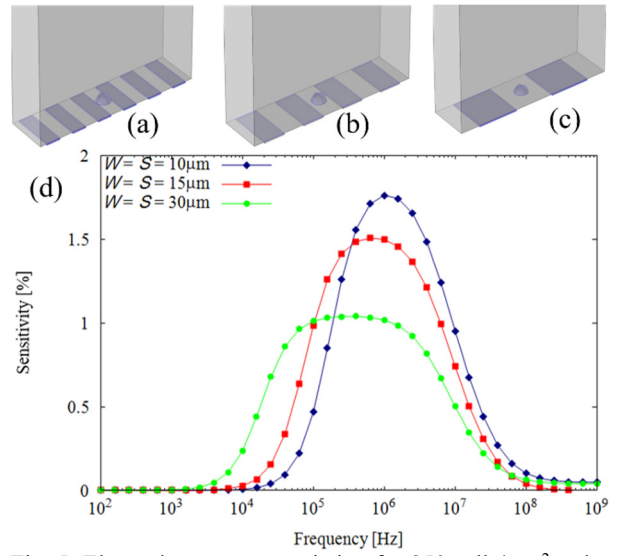 (a)
(b)
(c)
(d)
W = S = 10μm
W = S = 15μm
W = S = 30μm
2
1.5
1
0.5
0
Sensitivity [%]
10² 10³ 10⁴ 10⁵ 10⁶ 10⁷ 10⁸ 10⁹
Frequency [Hz]